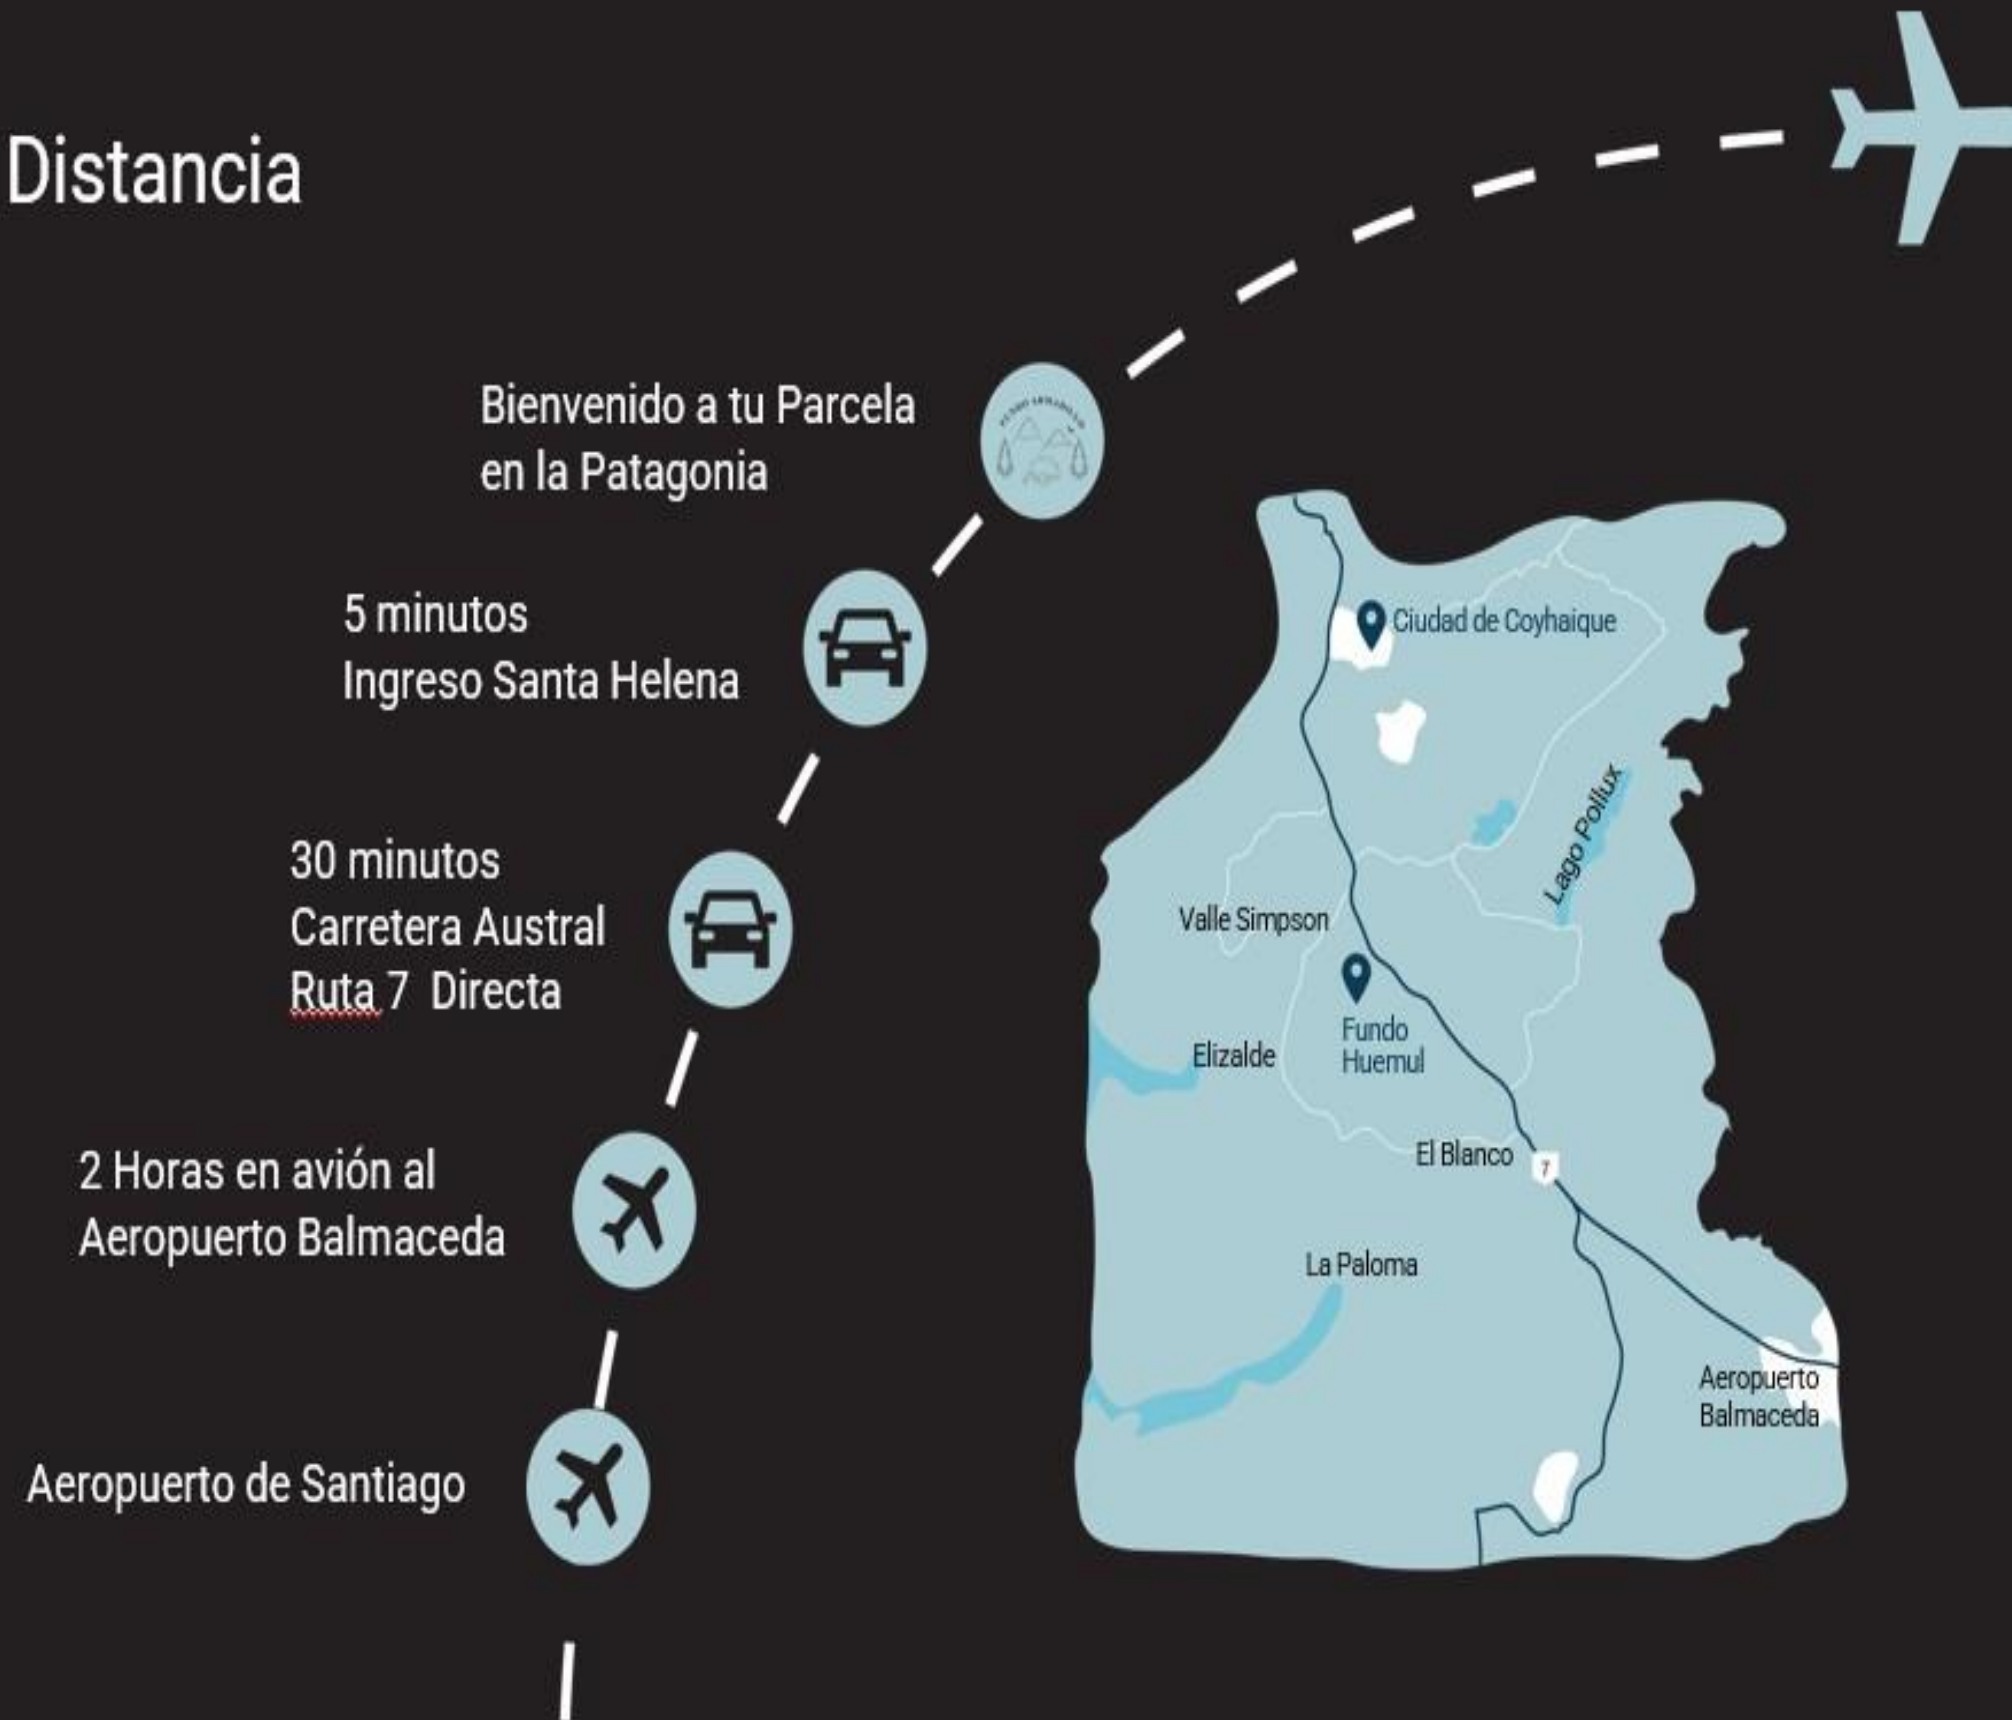 Distancia
Bienvenido a tu Parcela
en la Patagonia
5 minutos
Ingreso Santa Helena
30 minutos
Carretera Austral
Ruta 7 Directa
2 Horas en avión al
Aeropuerto Balmaceda
Aeropuerto de Santiago
Ciudad de Coyhaique
Lago Pollux
Valle Simpson
Fundo
Huemul
Elizalde
El Blanco
7
La Paloma
Aeropuerto
Balmaceda